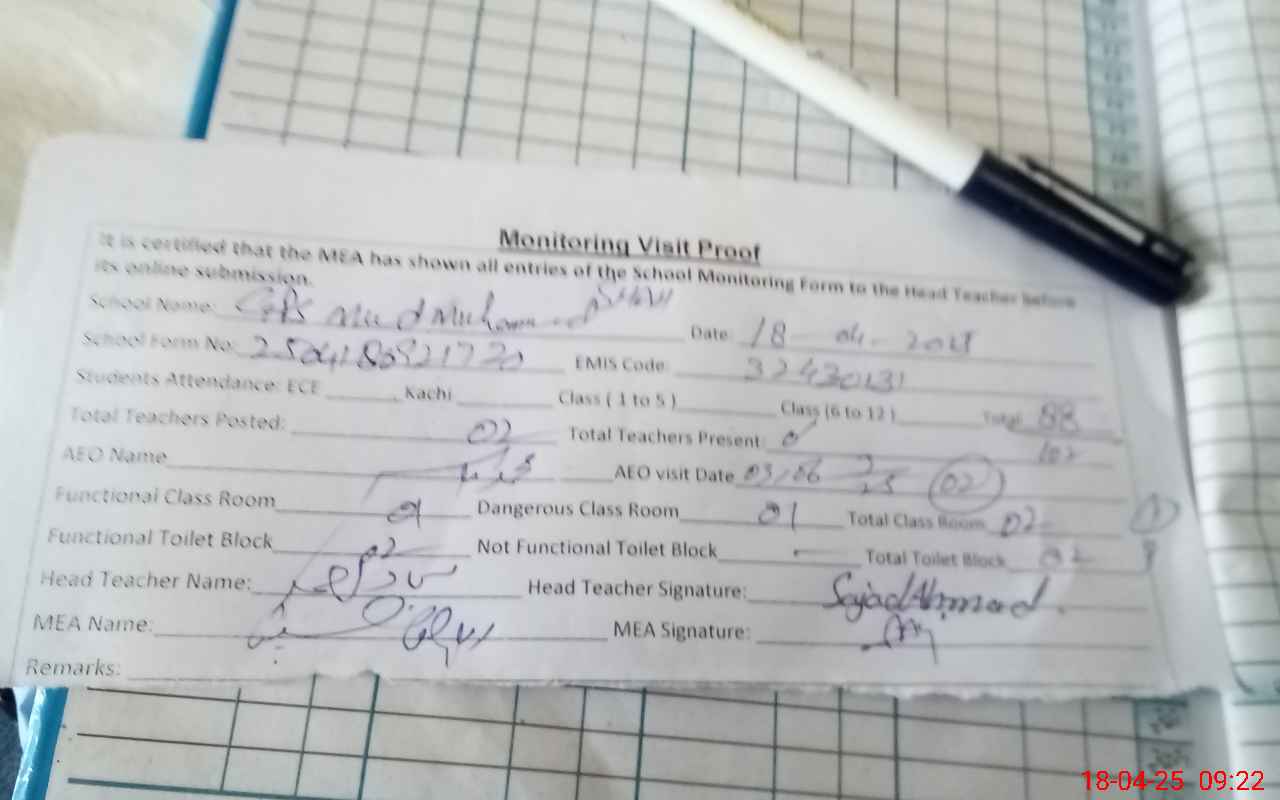 Monitoring Visit Proof
It is certified that the MEA has shown all entries of the School Monitoring Form to the Head Teacher before
its online submission.
School Name: Date: 18 - 04 - 2025
School Form No: EMIS Code: 32430131
Students Attendance: ECE Kachi Class ( 1 to 5 ) Class (6 to 12 ) Total 88
102
Total Teachers Posted: 02 Total Teachers Present:
AEO Name AEO visit Date 02
Functional Class Room 01 Dangerous Class Room 01 Total Class Room 02
Functional Toilet Block 02 Not Functional Toilet Block - Total Toilet Block 02
Head Teacher Name: سجاد احمد Head Teacher Signature: Sajad Ahmad
MEA Name: MEA Signature:
Remarks:
18-04-25 09:22